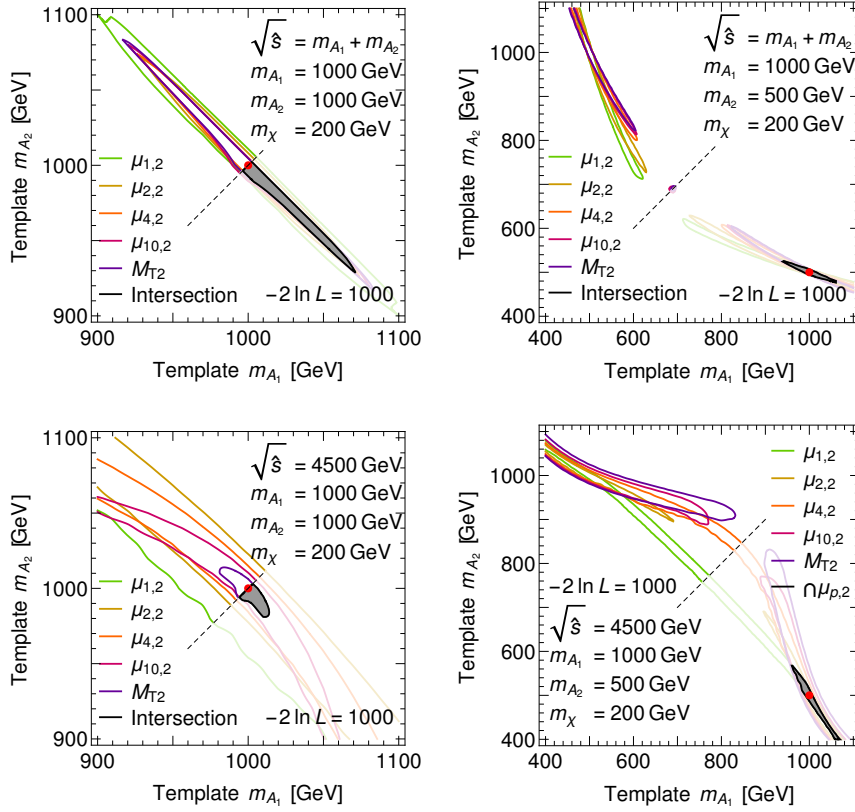 1100
1000
900
Template m_{A_2} [GeV]
√ŝ = m_{A_1} + m_{A_2}
m_{A_1} = 1000 GeV
m_{A_2} = 1000 GeV
m_χ = 200 GeV
μ_{1,2}
μ_{2,2}
μ_{4,2}
μ_{10,2}
M_{T2}
Intersection
−2 ln L = 1000
900 1000 1100
Template m_{A_1} [GeV]
1000
800
600
400
Template m_{A_2} [GeV]
√ŝ = m_{A_1} + m_{A_2}
m_{A_1} = 1000 GeV
m_{A_2} = 500 GeV
m_χ = 200 GeV
μ_{1,2}
μ_{2,2}
μ_{4,2}
μ_{10,2}
M_{T2}
Intersection
−2 ln L = 1000
400 600 800 1000
Template m_{A_1} [GeV]
1100
1000
900
Template m_{A_2} [GeV]
√ŝ = 4500 GeV
m_{A_1} = 1000 GeV
m_{A_2} = 1000 GeV
m_χ = 200 GeV
μ_{1,2}
μ_{2,2}
μ_{4,2}
μ_{10,2}
M_{T2}
Intersection
−2 ln L = 1000
900 1000 1100
Template m_{A_1} [GeV]
1000
800
600
400
Template m_{A_2} [GeV]
μ_{1,2}
μ_{2,2}
μ_{4,2}
μ_{10,2}
M_{T2}
∩μ_{p,2}
−2 ln L = 1000
√ŝ = 4500 GeV
m_{A_1} = 1000 GeV
m_{A_2} = 500 GeV
m_χ = 200 GeV
400 600 800 1000
Template m_{A_1} [GeV]